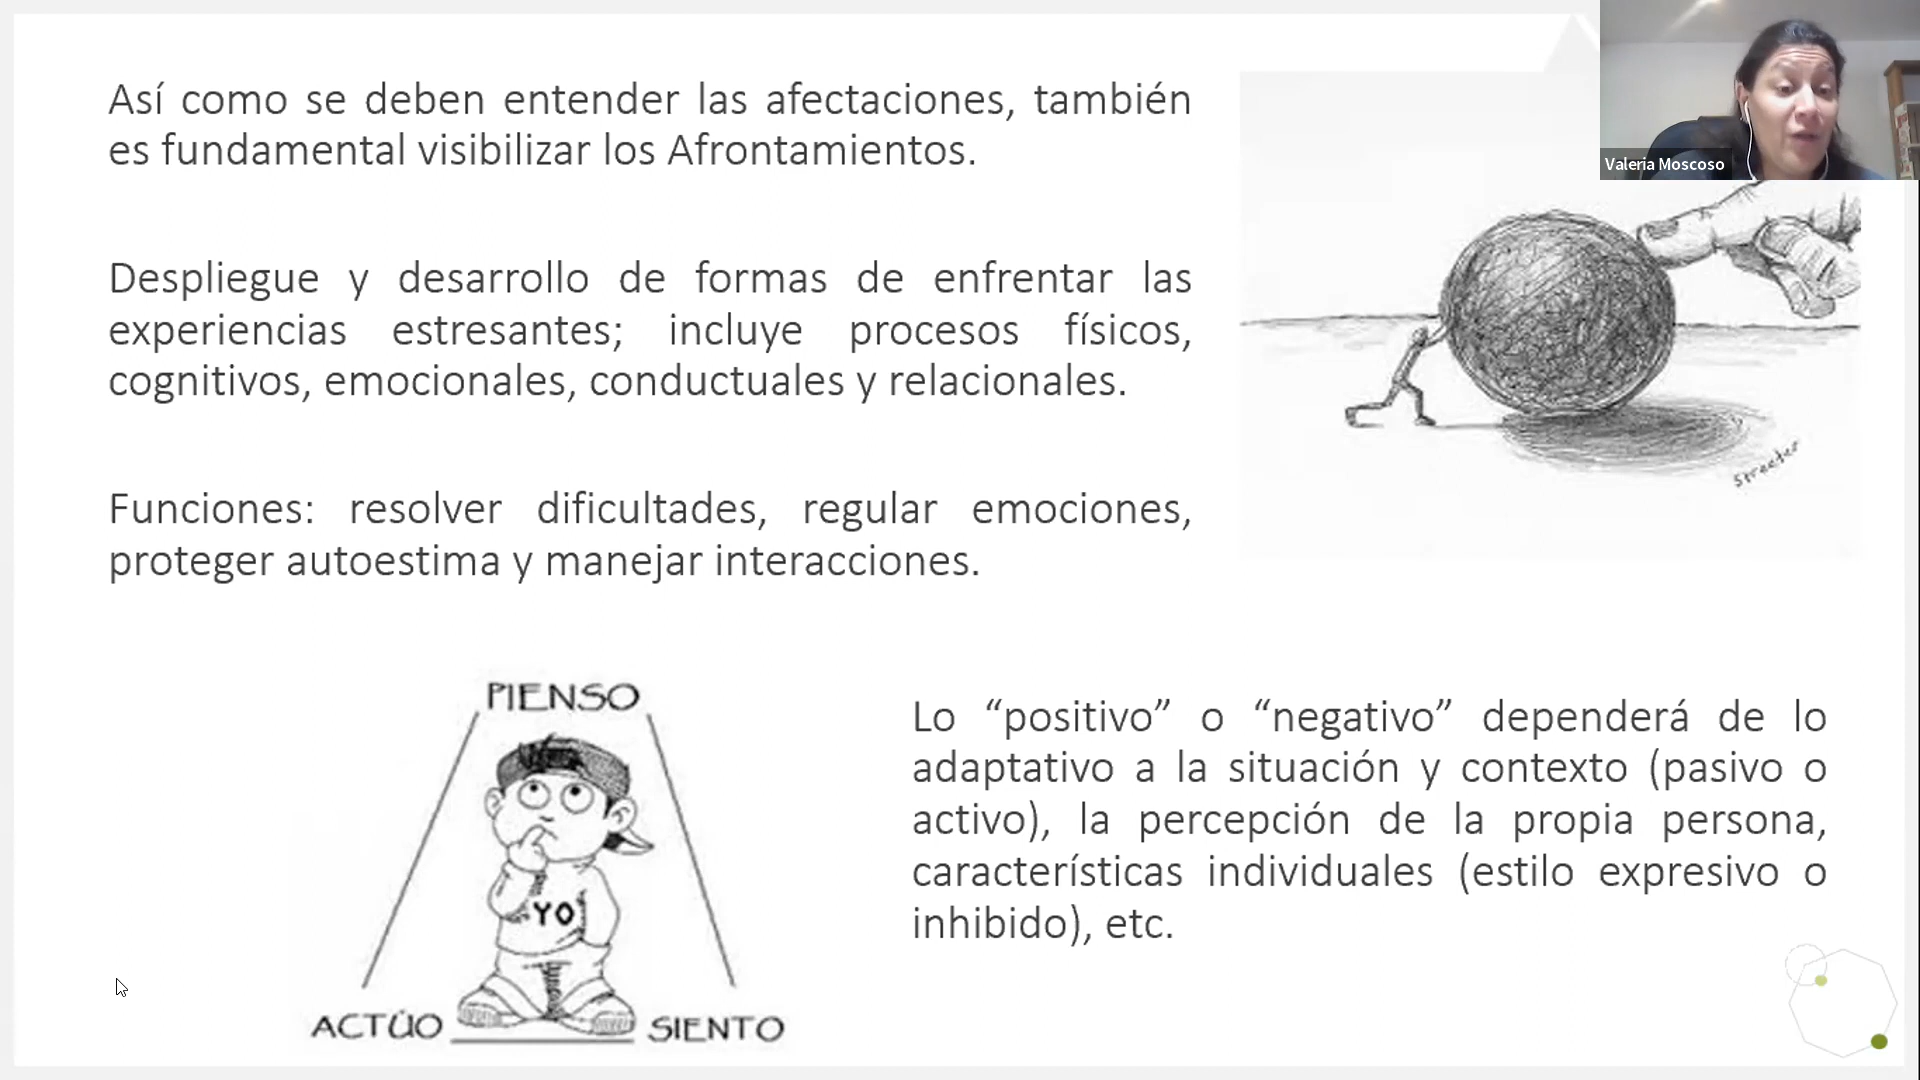 Así como se deben entender las afectaciones, también
es fundamental visibilizar los Afrontamientos.
Valeria Moscoso
Despliegue y desarrollo de formas de enfrentar las
experiencias estresantes; incluye procesos físicos,
cognitivos, emocionales, conductuales y relacionales.
Streeter
Funciones: resolver dificultades, regular emociones,
proteger autoestima y manejar interacciones.
PIENSO
YO
ACTÚO
SIENTO
Lo “positivo” o “negativo” dependerá de lo
adaptativo a la situación y contexto (pasivo o
activo), la percepción de la propia persona,
características individuales (estilo expresivo o
inhibido), etc.